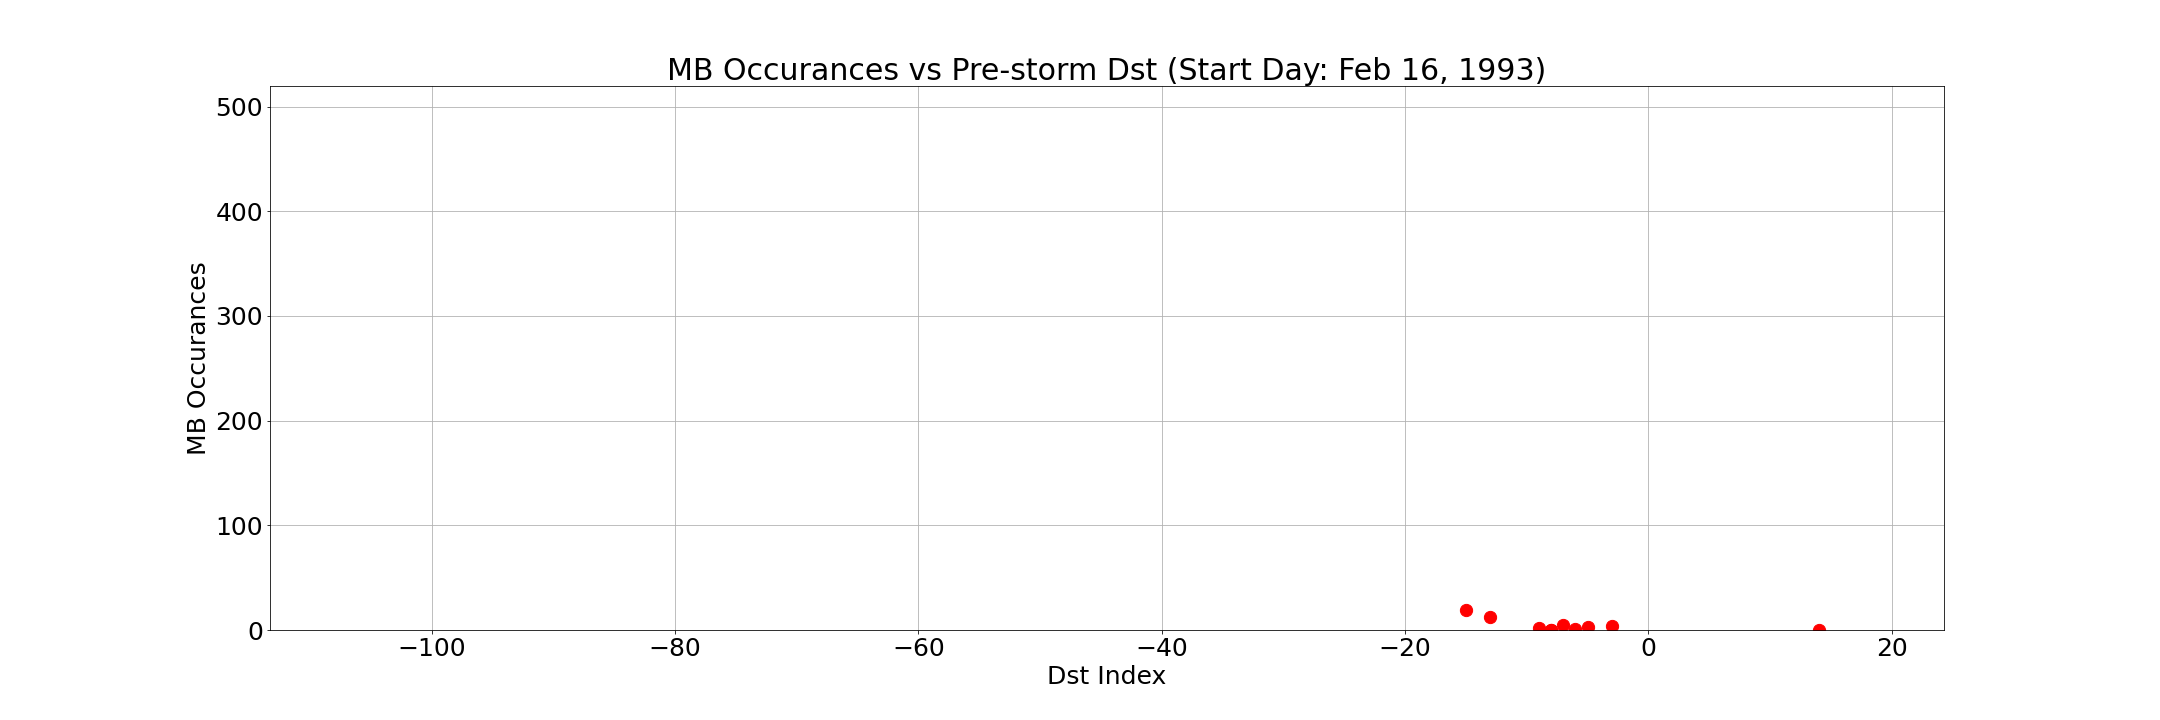 MB Occurances vs Pre-storm Dst (Start Day: Feb 16, 1993)
500
400
300
200
100
0
MB Occurances
−100 −80 −60 −40 −20 0 20
Dst Index